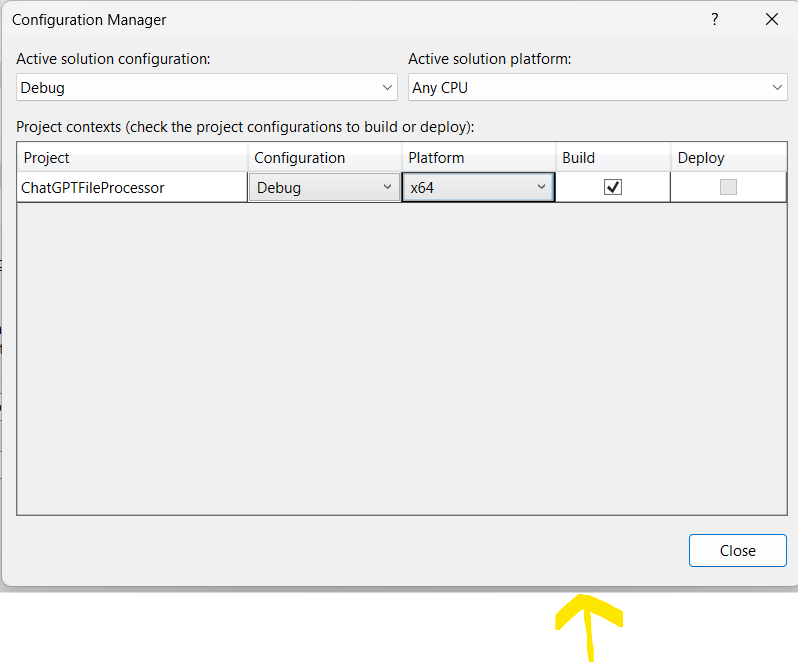 Configuration Manager ?
Active solution configuration: Active solution platform:
Debug Any CPU
Project contexts (check the project configurations to build or deploy):
Project Configuration Platform Build Deploy
ChatGPTFileProcessor Debug x64
Close